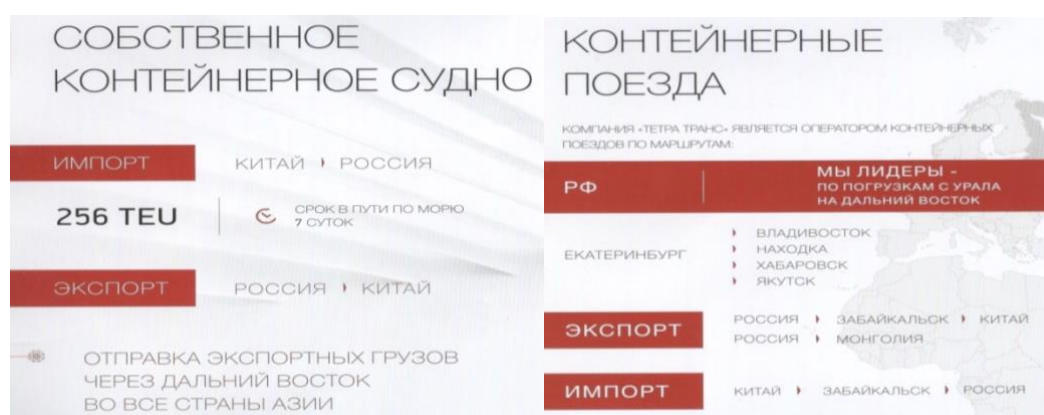 СОБСТВЕННОЕ
КОНТЕЙНЕРНОЕ СУДНО
ИМПОРТ
КИТАЙ РОССИЯ
256 TEU
СРОК В ПУТИ ПО МОРЮ
7 СУТОК
ЭКСПОРТ
РОССИЯ КИТАЙ
ОТПРАВКА ЭКСПОРТНЫХ ГРУЗОВ
ЧЕРЕЗ ДАЛЬНИЙ ВОСТОК
ВО ВСЕ СТРАНЫ АЗИИ
КОНТЕЙНЕРНЫЕ
ПОЕЗДА
КОМПАНИЯ «ТЕТРА ТРАНС» ЯВЛЯЕТСЯ ОПЕРАТОРОМ КОНТЕЙНЕРНЫХ
ПОЕЗДОВ ПО МАРШРУТАМ:
РФ
МЫ ЛИДЕРЫ -
ПО ПОГРУЗКАМ С УРАЛА
НА ДАЛЬНИЙ ВОСТОК
ЕКАТЕРИНБУРГ
ВЛАДИВОСТОК
НАХОДКА
ХАБАРОВСК
ЯКУТСК
ЭКСПОРТ
РОССИЯ ЗАБАЙКАЛЬСК КИТАЙ
РОССИЯ МОНГОЛИЯ
ИМПОРТ
КИТАЙ ЗАБАЙКАЛЬСК РОССИЯ